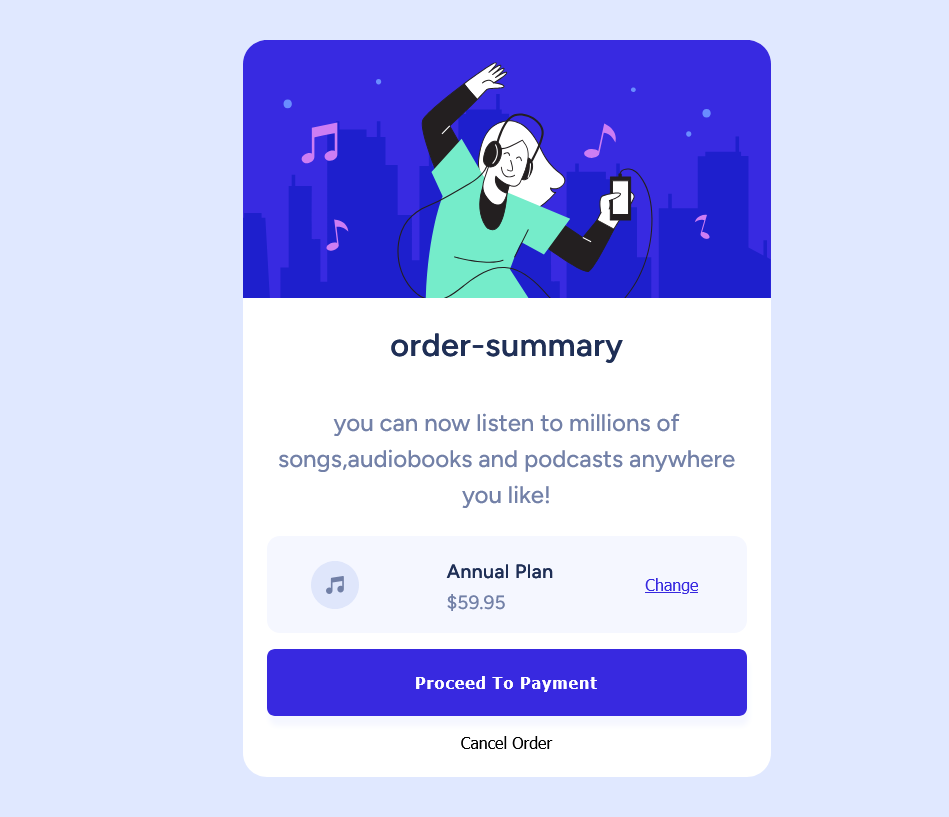 order-summary
you can now listen to millions of
songs,audiobooks and podcasts anywhere
you like!
Annual Plan
$59.95
Change
Proceed To Payment
Cancel Order